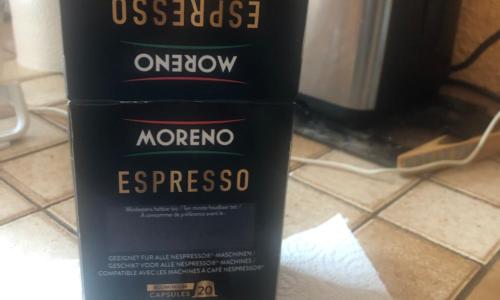 ESPRESSO
MORENO
MORENO
ESPRESSO
Mindestens haltbar bis: / Ten minste houdbaar tot: /
À consommer de préférence avant le:
GEEIGNET FÜR ALLE NESPRESSO®-MASCHINEN /
GESCHIKT VOOR ALLE NESPRESSO® MACHINES /
COMPATIBLE AVEC LES MACHINES À CAFÉ NESPRESSO®
ALUMINIUM
CAPSULES 20